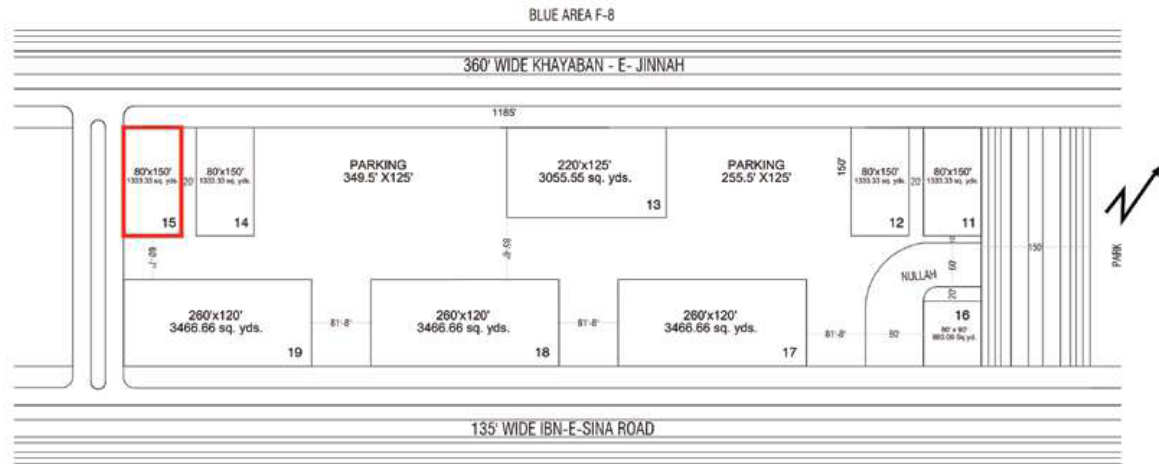 BLUE AREA F-8
360' WIDE KHAYABAN - E- JINNAH
1185'
80'x150'
1333.33 sq. yds.
15
20'
80'x150'
1333.33 sq. yds.
14
PARKING
349.5' X125'
220'x125'
3055.55 sq. yds.
13
PARKING
255.5' X125'
150'
80'x150'
1333.33 sq. yds.
12
20'
80'x150'
1333.33 sq. yds.
11
150'
PARK
N
NULLAH
60'
20'
260'x120'
3466.66 sq. yds.
19
81'-8'
260'x120'
3466.66 sq. yds.
18
81'-8'
260'x120'
3466.66 sq. yds.
17
81'-8'
16
135' WIDE IBN-E-SINA ROAD